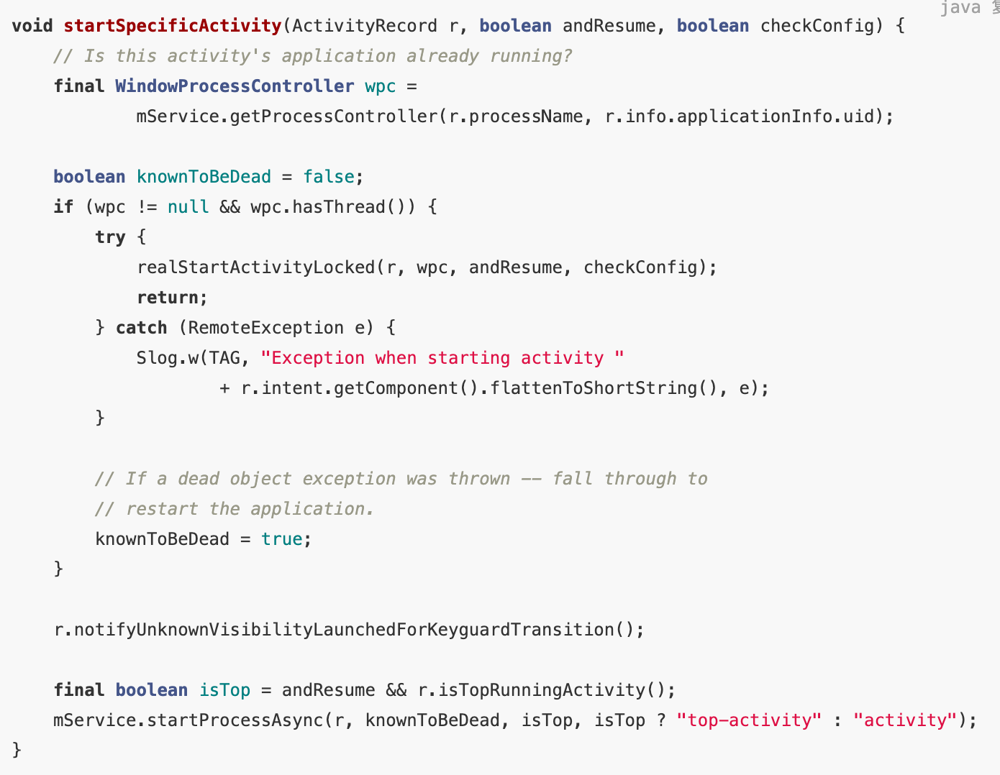 java
void startSpecificActivity(ActivityRecord r, boolean andResume, boolean checkConfig) {
    // Is this activity's application already running?
    final WindowProcessController wpc =
            mService.getProcessController(r.processName, r.info.applicationInfo.uid);

    boolean knownToBeDead = false;
    if (wpc != null && wpc.hasThread()) {
        try {
            realStartActivityLocked(r, wpc, andResume, checkConfig);
            return;
        } catch (RemoteException e) {
            Slog.w(TAG, "Exception when starting activity "
                    + r.intent.getComponent().flattenToShortString(), e);
        }

        // If a dead object exception was thrown -- fall through to
        // restart the application.
        knownToBeDead = true;
    }

    r.notifyUnknownVisibilityLaunchedForKeyguardTransition();

    final boolean isTop = andResume && r.isTopRunningActivity();
    mService.startProcessAsync(r, knownToBeDead, isTop, isTop ? "top-activity" : "activity");
}